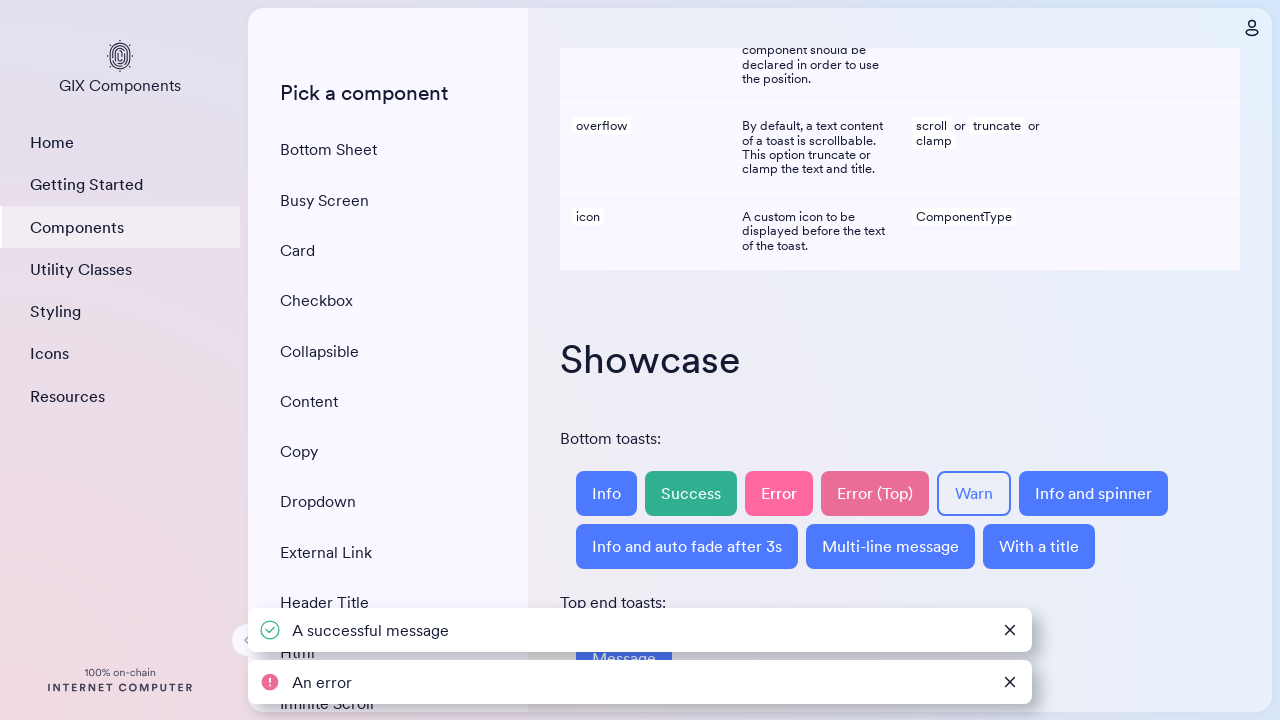 GIX Components
Home
Getting Started
Components
Utility Classes
Styling
Icons
Resources
100% on-chain
INTERNET COMPUTER
Pick a component
Bottom Sheet
Busy Screen
Card
Checkbox
Collapsible
Content
Copy
Dropdown
External Link
Header Title
Html
Infinite Scroll
component should be
declared in order to use
the position.
overflow
By default, a text content
of a toast is scrollbable.
This option truncate or
clamp the text and title.
scroll or truncate or
clamp
icon
A custom icon to be
displayed before the text
of the toast.
ComponentType
Showcase
Bottom toasts:
Info Success Error Error (Top) Warn Info and spinner
Info and auto fade after 3s Multi-line message With a title
Top end toasts:
Message
A successful message
An error